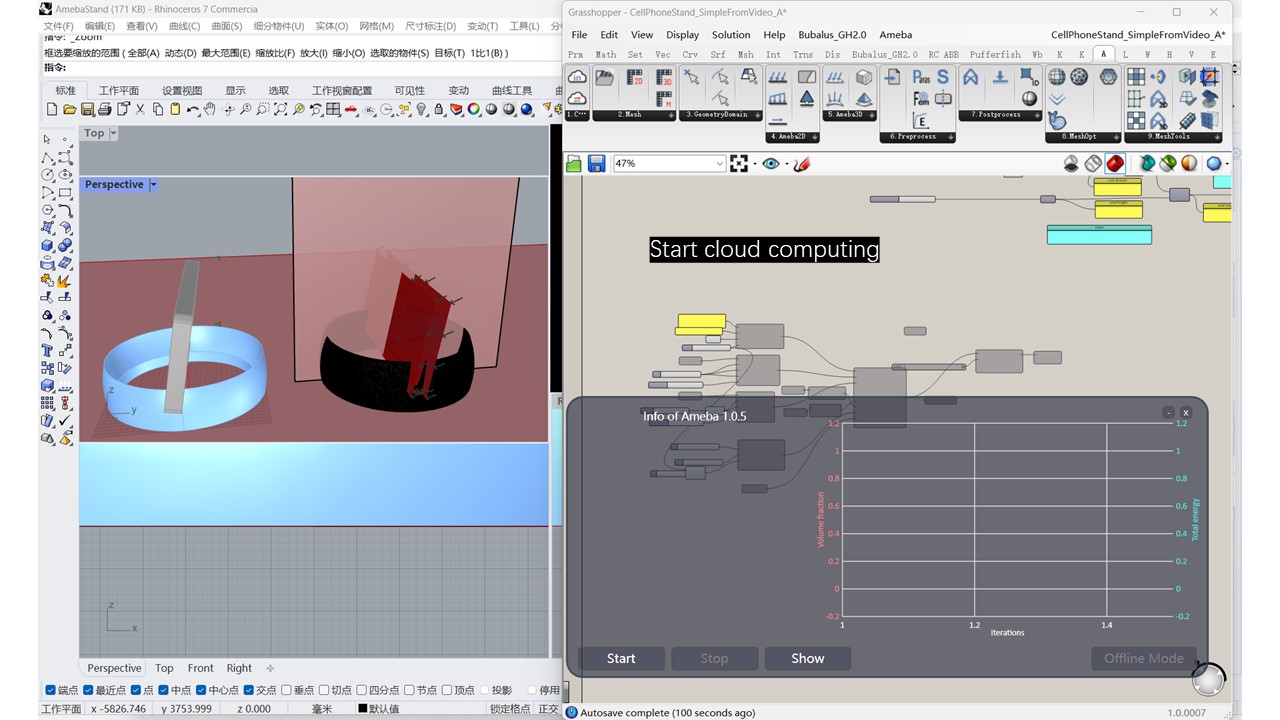 AmebaStand (171 KB) - Rhinoceros 7 Commercia
文件(F) 编辑(E) 查看(V) 曲线(C) 曲面(S) 细分物件(U) 实体(O) 网格(M) 尺寸标注(D) 变动(T) 工具(L)
指令: _Zoom
框选要缩放的范围 ( 全部(A) 动态(D) 最大范围(E) 缩放比(F) 放大(I) 缩小(O) 选取的物件(S) 目标(T) 1比1(B) )
指令:
标准 工作平面 设置视图 显示 选取 工作视窗配置 可见性 变动 曲线工具
Top
Perspective
z
y
z
x
Perspective Top Front Right
端点 最近点 点 中点 中心点 交点 垂点 切点 四分点 节点 顶点 投影 停用
工作平面 x -5826.746 y 3753.999 z 0.000 毫米 默认值 锁定格点 正交
Grasshopper - CellPhoneStand_SimpleFromVideo_A*
File Edit View Display Solution Help Bubalus_GH2.0 Ameba CellPhoneStand_SimpleFromVideo_A*
Prm Math Set Vec Crv Srf Msh Int Trns Dis Bubalus_GH2.0 RC ABB Pufferfish Wb K K A L W H V E
1.C... 2.Mesh 3.GeometryDomain 4.Ameba2D 5.Ameba3D 6.Preprocess 7.Postprocess 8.MeshOpt 9.MeshTools
47%
Start cloud computing
Info of Ameba 1.0.5
- x
Volume fraction
1.2
1
0.8
0.6
0.4
0.2
0
-0.2
1.2
1
0.8
0.6
0.4
0.2
0
-0.2
Total energy
1 1.2 1.4
Iterations
Start Stop Show Offline Mode
Autosave complete (100 seconds ago) 1.0.0007